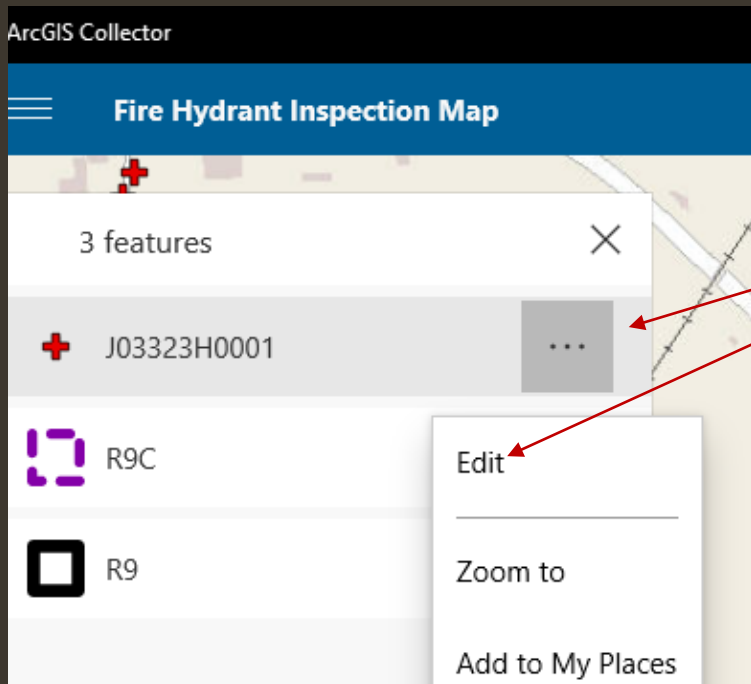 ArcGIS Collector
Fire Hydrant Inspection Map
3 features
J03323H0001
...
R9C
Edit
R9
Zoom to
Add to My Places